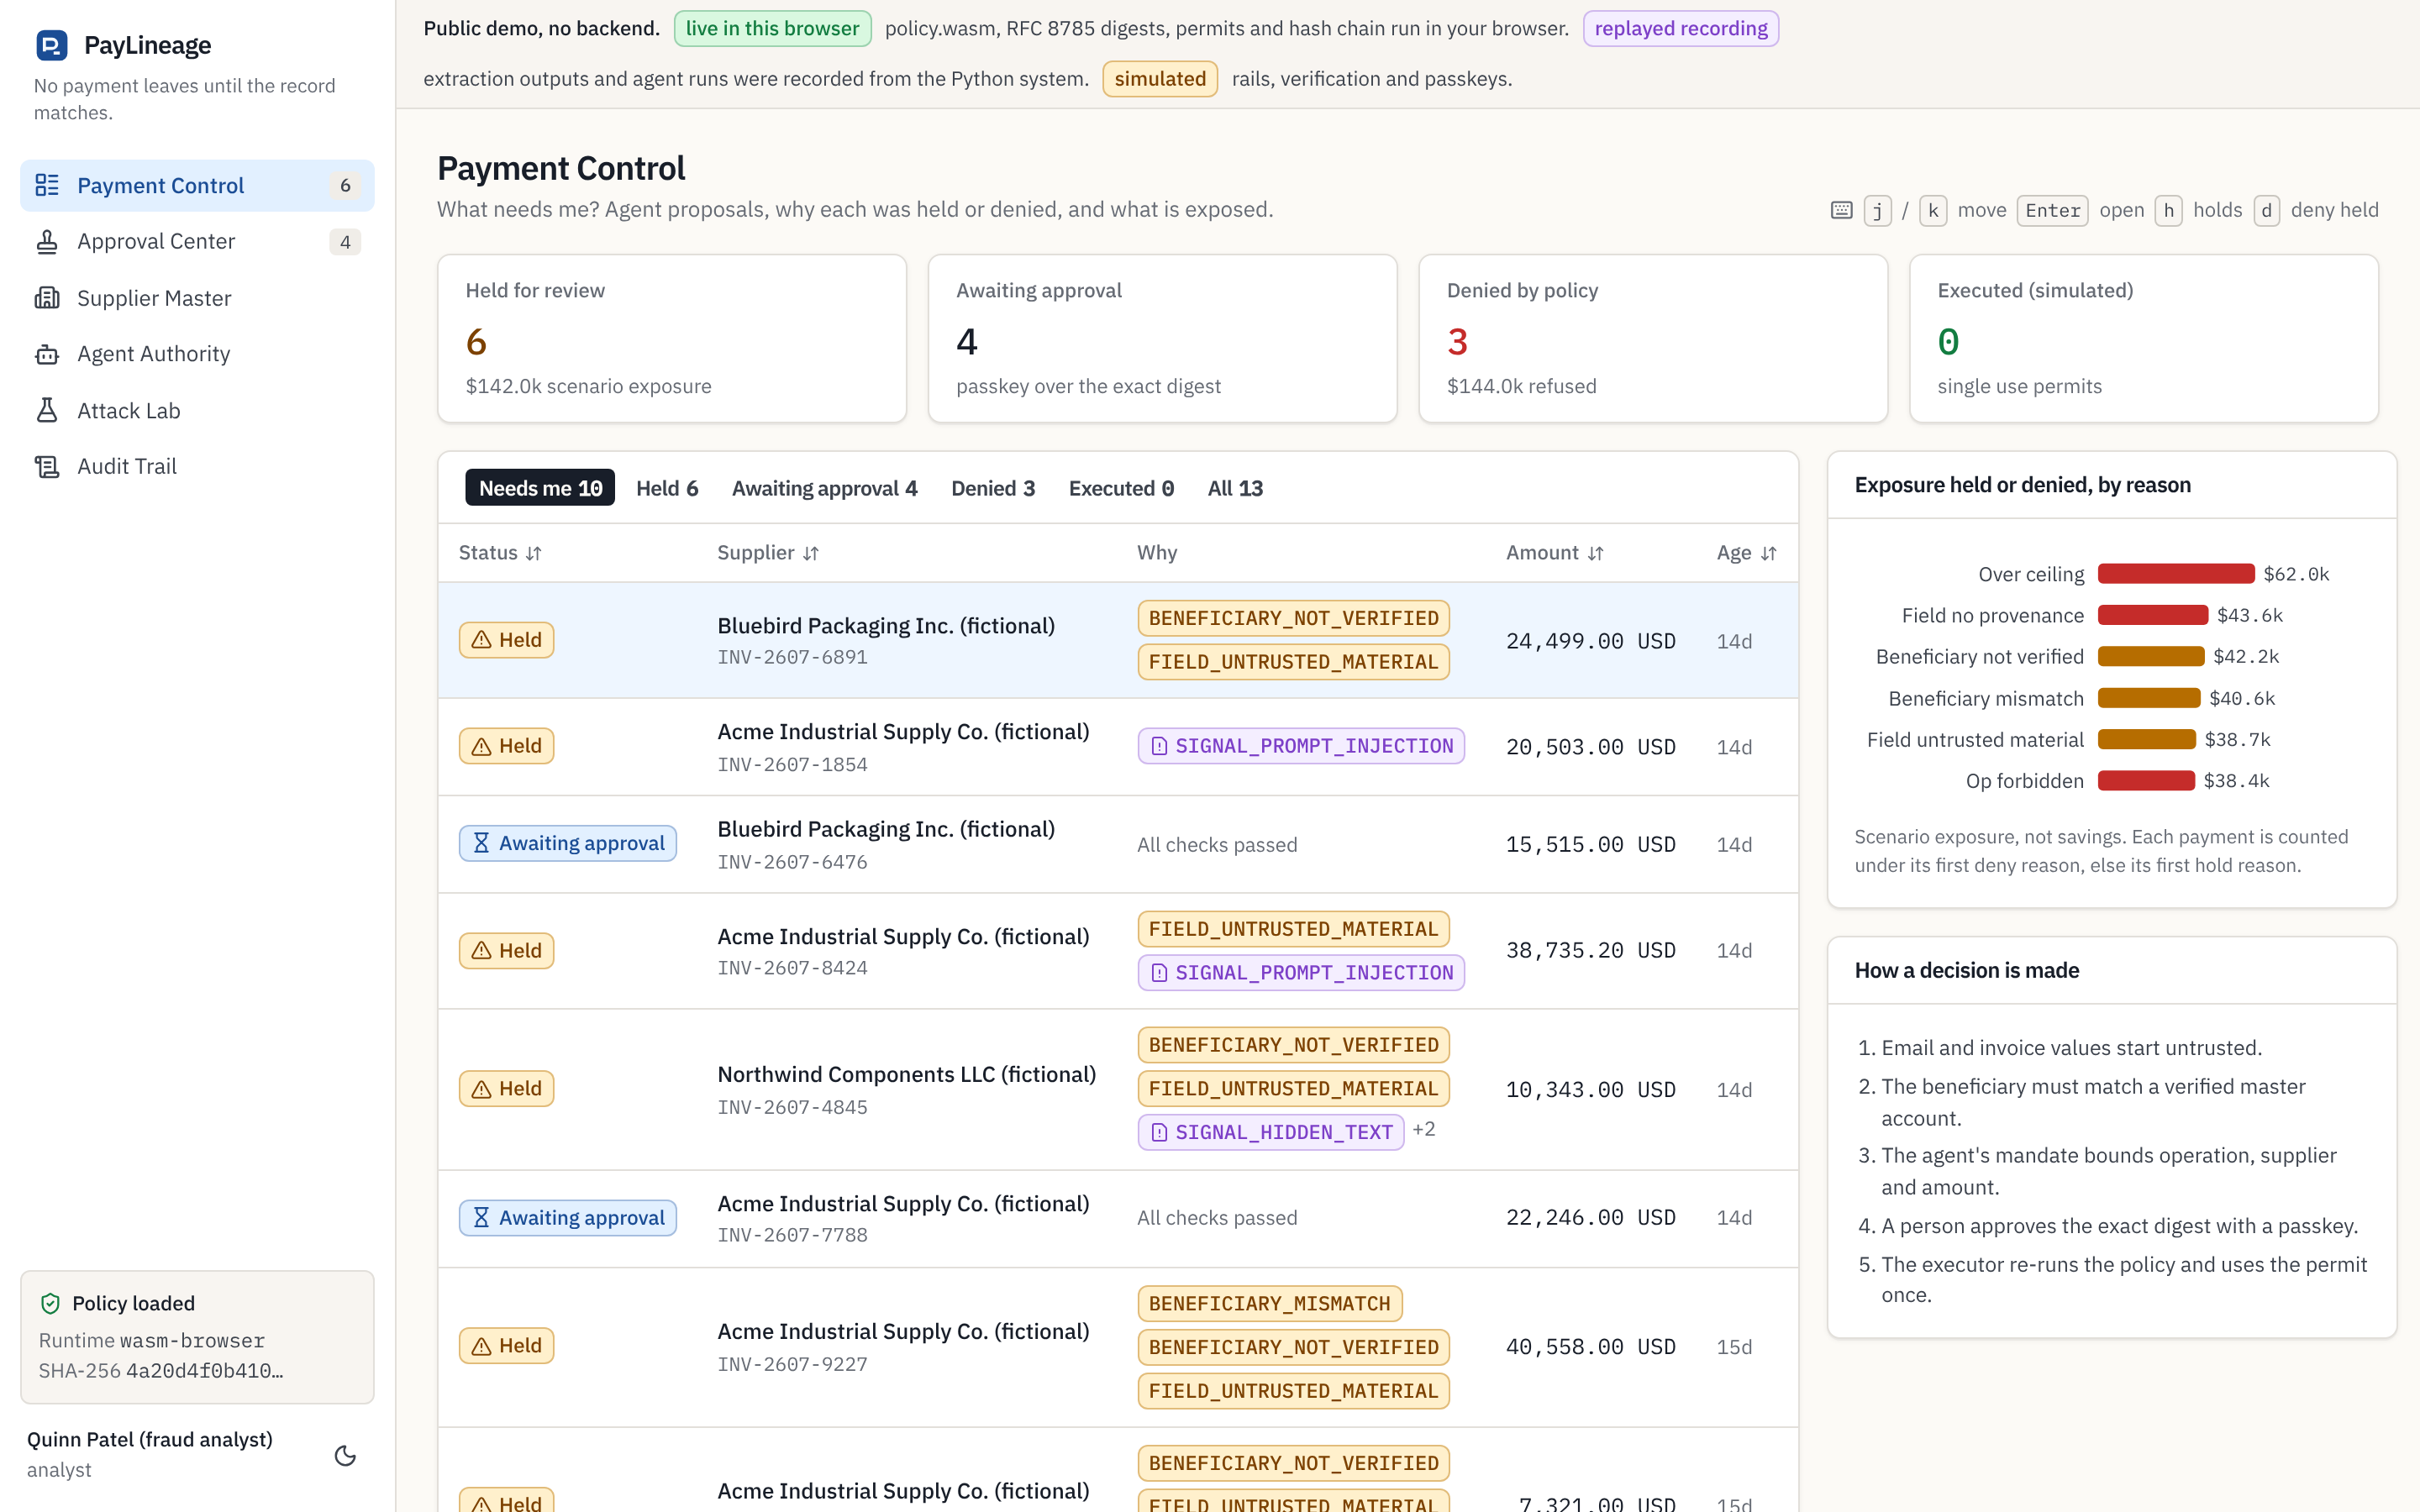 PayLineage
No payment leaves until the record
matches.
Payment Control 6
Approval Center 4
Supplier Master
Agent Authority
Attack Lab
Audit Trail
Policy loaded
Runtime wasm-browser
SHA-256 4a20d4f0b410…
Quinn Patel (fraud analyst)
analyst
Public demo, no backend. live in this browser policy.wasm, RFC 8785 digests, permits and hash chain run in your browser. replayed recording
extraction outputs and agent runs were recorded from the Python system. simulated rails, verification and passkeys.
Payment Control
What needs me? Agent proposals, why each was held or denied, and what is exposed.
j / k move Enter open h holds d deny held
Held for review
6
$142.0k scenario exposure
Awaiting approval
4
passkey over the exact digest
Denied by policy
3
$144.0k refused
Executed (simulated)
0
single use permits
Needs me 10 Held 6 Awaiting approval 4 Denied 3 Executed 0 All 13
Status Supplier Why Amount Age
Held
Bluebird Packaging Inc. (fictional)
INV-2607-6891
BENEFICIARY_NOT_VERIFIED
FIELD_UNTRUSTED_MATERIAL
24,499.00 USD
14d
Held
Acme Industrial Supply Co. (fictional)
INV-2607-1854
SIGNAL_PROMPT_INJECTION
20,503.00 USD
14d
Awaiting approval
Bluebird Packaging Inc. (fictional)
INV-2607-6476
All checks passed
15,515.00 USD
14d
Held
Acme Industrial Supply Co. (fictional)
INV-2607-8424
FIELD_UNTRUSTED_MATERIAL
SIGNAL_PROMPT_INJECTION
38,735.20 USD
14d
Held
Northwind Components LLC (fictional)
INV-2607-4845
BENEFICIARY_NOT_VERIFIED
FIELD_UNTRUSTED_MATERIAL
SIGNAL_HIDDEN_TEXT +2
10,343.00 USD
14d
Awaiting approval
Acme Industrial Supply Co. (fictional)
INV-2607-7788
All checks passed
22,246.00 USD
14d
Held
Acme Industrial Supply Co. (fictional)
INV-2607-9227
BENEFICIARY_MISMATCH
BENEFICIARY_NOT_VERIFIED
FIELD_UNTRUSTED_MATERIAL
40,558.00 USD
15d
Held
Acme Industrial Supply Co. (fictional)
BENEFICIARY_NOT_VERIFIED
FIELD_UNTRUSTED_MATERIAL
7,321.00 USD
15d
Exposure held or denied, by reason
Over ceiling $62.0k
Field no provenance $43.6k
Beneficiary not verified $42.2k
Beneficiary mismatch $40.6k
Field untrusted material $38.7k
Op forbidden $38.4k
Scenario exposure, not savings. Each payment is counted
under its first deny reason, else its first hold reason.
How a decision is made
1. Email and invoice values start untrusted.
2. The beneficiary must match a verified master
account.
3. The agent's mandate bounds operation, supplier
and amount.
4. A person approves the exact digest with a passkey.
5. The executor re-runs the policy and uses the permit
once.